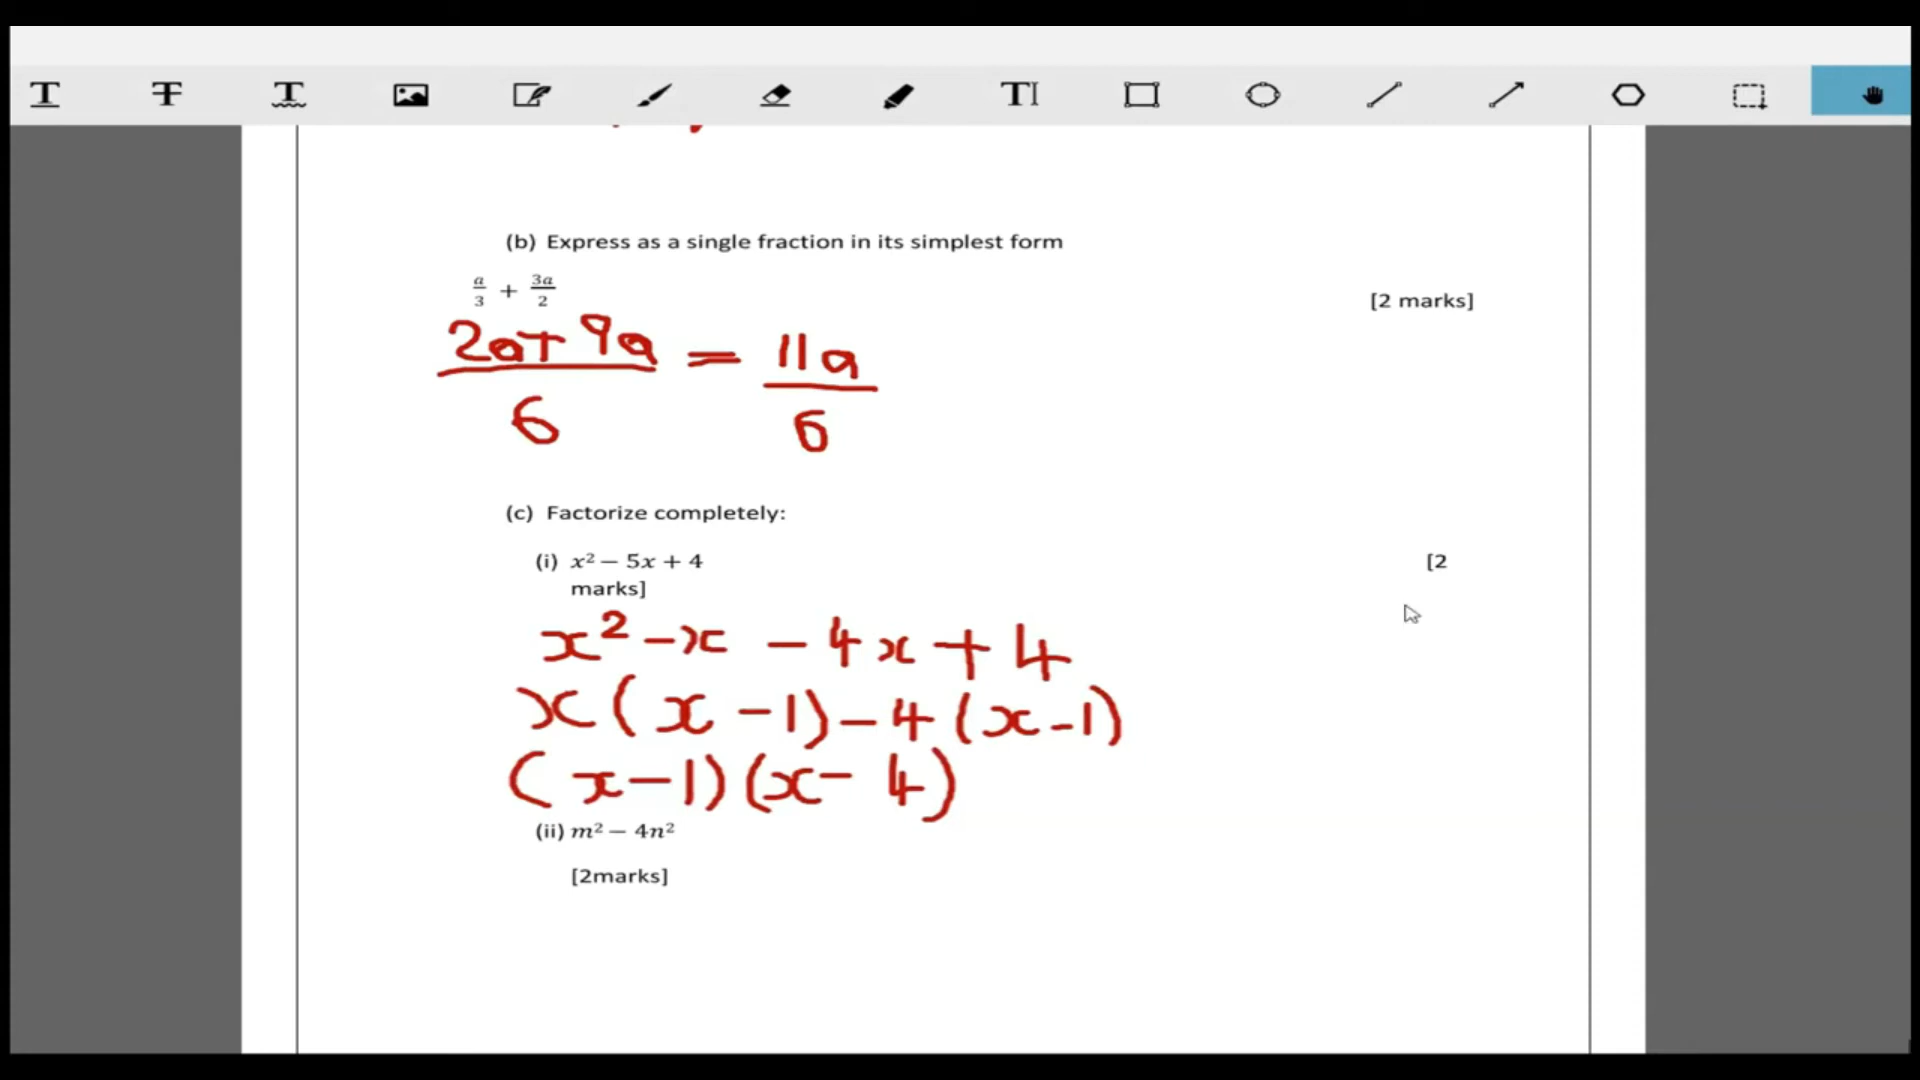 (b) Express as a single fraction in its simplest form
a/3 + 3a/2
[2 marks]
2a+9a/6 = 11a/6
(c) Factorize completely:
(i) x² − 5x + 4 [2
marks]
x² − x − 4x + 4
x(x − 1) − 4(x − 1)
(x − 1)(x − 4)
(ii) m² − 4n²
[2marks]